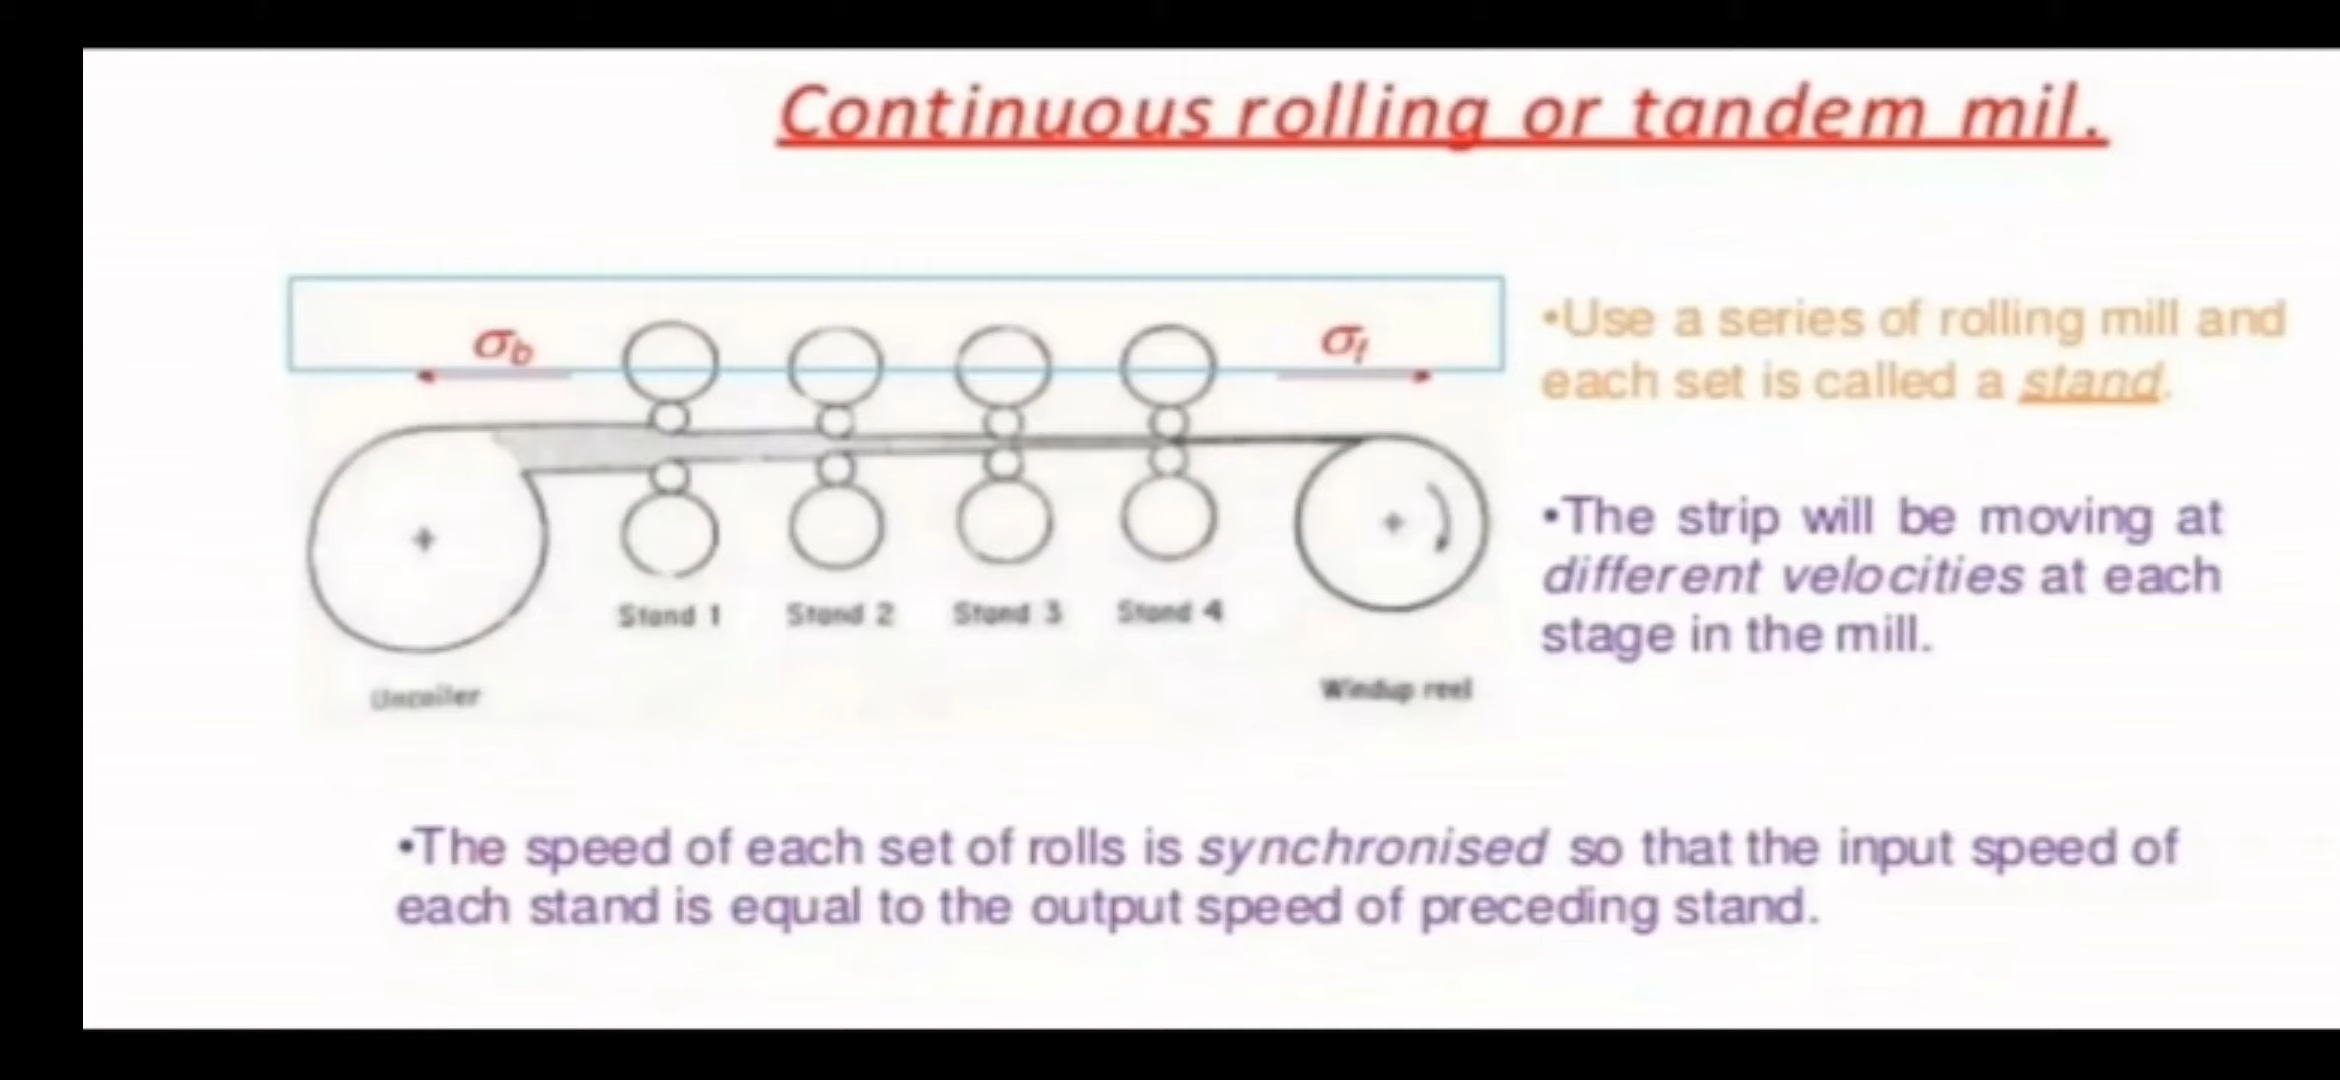 Continuous rolling or tandem mil.
σb
σf
•Use a series of rolling mill and
each set is called a stand.
•The strip will be moving at
different velocities at each
stage in the mill.
Stand 1
Stand 2
Stand 3
Stand 4
Uncoiler
Windup reel
•The speed of each set of rolls is synchronised so that the input speed of
each stand is equal to the output speed of preceding stand.